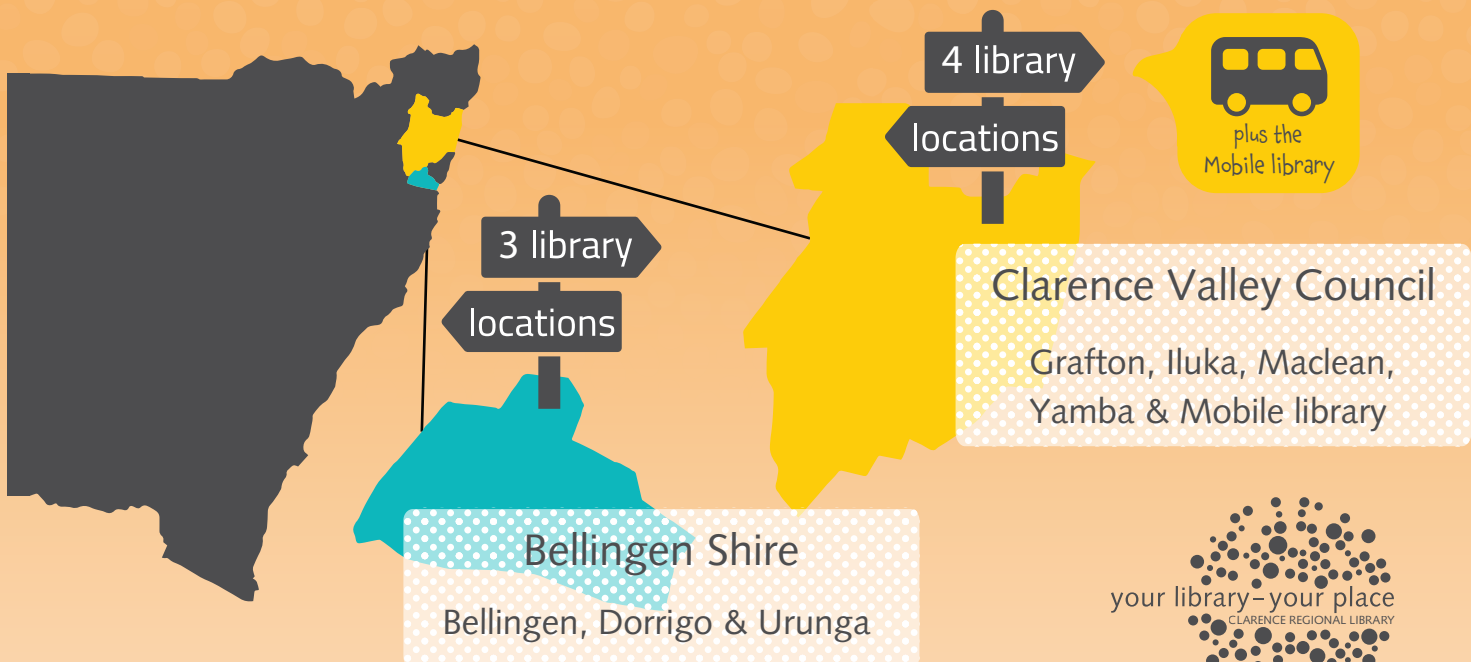 4 library
locations
plus the
Mobile library
3 library
locations
Clarence Valley Council
Grafton, Iluka, Maclean,
Yamba & Mobile library
Bellingen Shire
Bellingen, Dorrigo & Urunga
your library–your place
CLARENCE REGIONAL LIBRARY